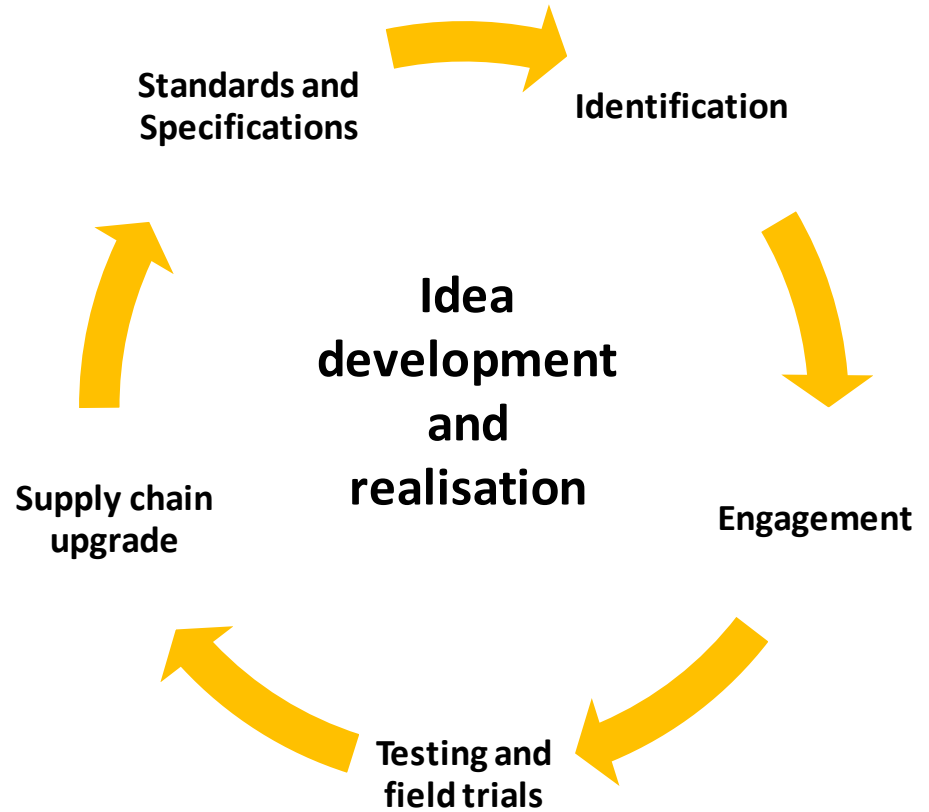 Standards and
Specifications
Identification
Idea
development
and
realisation
Supply chain
upgrade
Engagement
Testing and
field trials